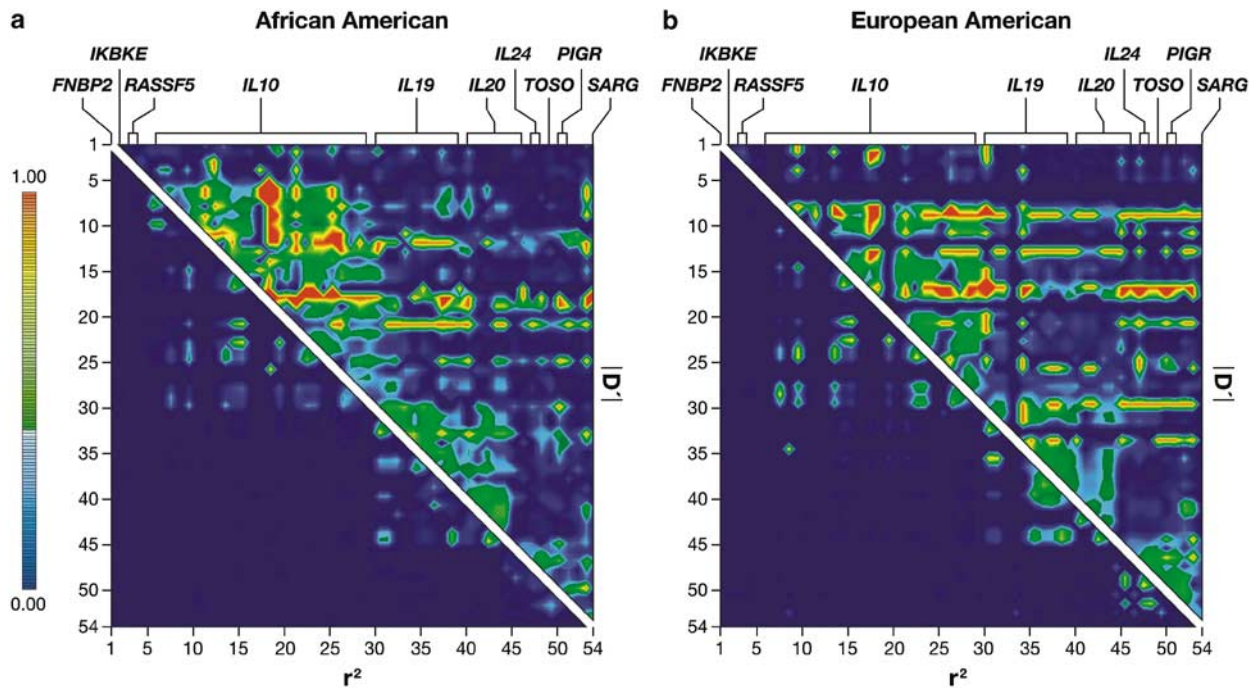 a African American
IKBKE IL24 PIGR
FNBP2 RASSF5 IL10 IL19 IL20 TOSO SARG
1.00
0.00
1
5
10
15
20
25
30
35
40
45
50
54
1 5 10 15 20 25 30 35 40 45 50 54
r²
|D´|
b European American
IKBKE IL24 PIGR
FNBP2 RASSF5 IL10 IL19 IL20 TOSO SARG
1
5
10
15
20
25
30
35
40
45
50
54
1 5 10 15 20 25 30 35 40 45 50 54
r²
|D´|